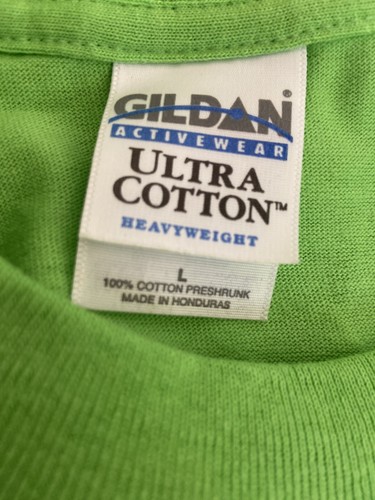 GILDAN®
ACTIVEWEAR
ULTRA
COTTON™
HEAVYWEIGHT
L
100% COTTON PRESHRUNK
MADE IN HONDURAS